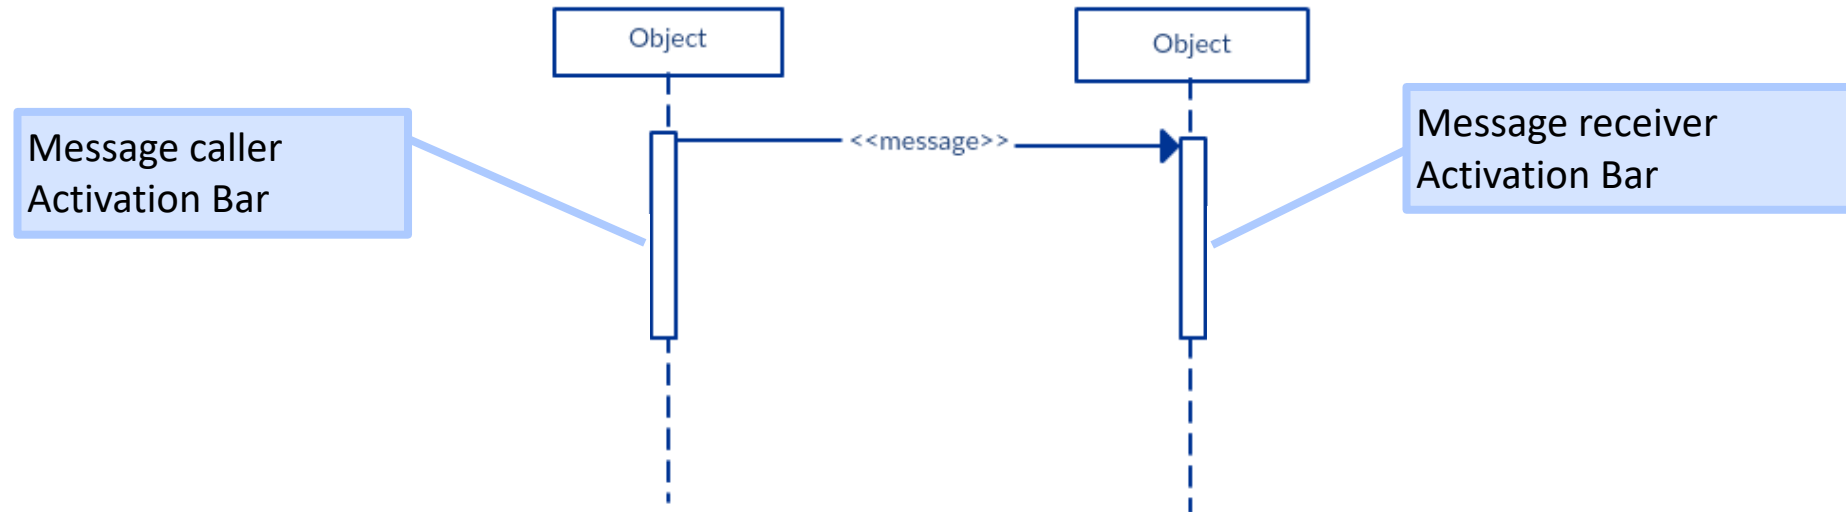 Object
Object
Message caller
Activation Bar
<<message>>
Message receiver
Activation Bar